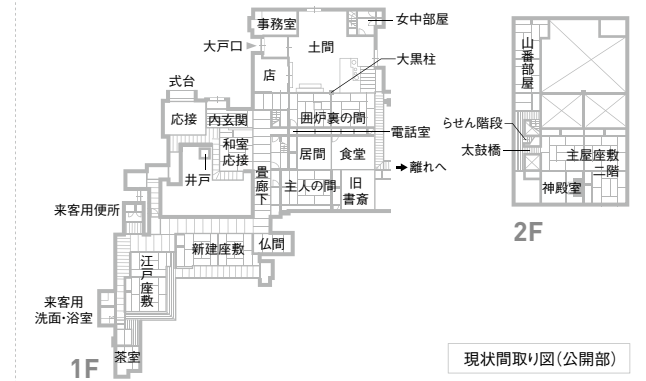 事務室
女中部屋
大戸口
土間
店
大黒柱
式台
応接
内玄関
囲炉裏の間
電話室
和室
応接
井戸
居間
食堂
離れへ
畳廊下
主人の間
旧
書斎
来客用便所
新建座敷
仏間
江戸座敷
来客用
洗面・浴室
茶室
1F
山番部屋
らせん階段
太鼓橋
主屋座敷
二階
神殿室
2F
現状間取り図(公開部)